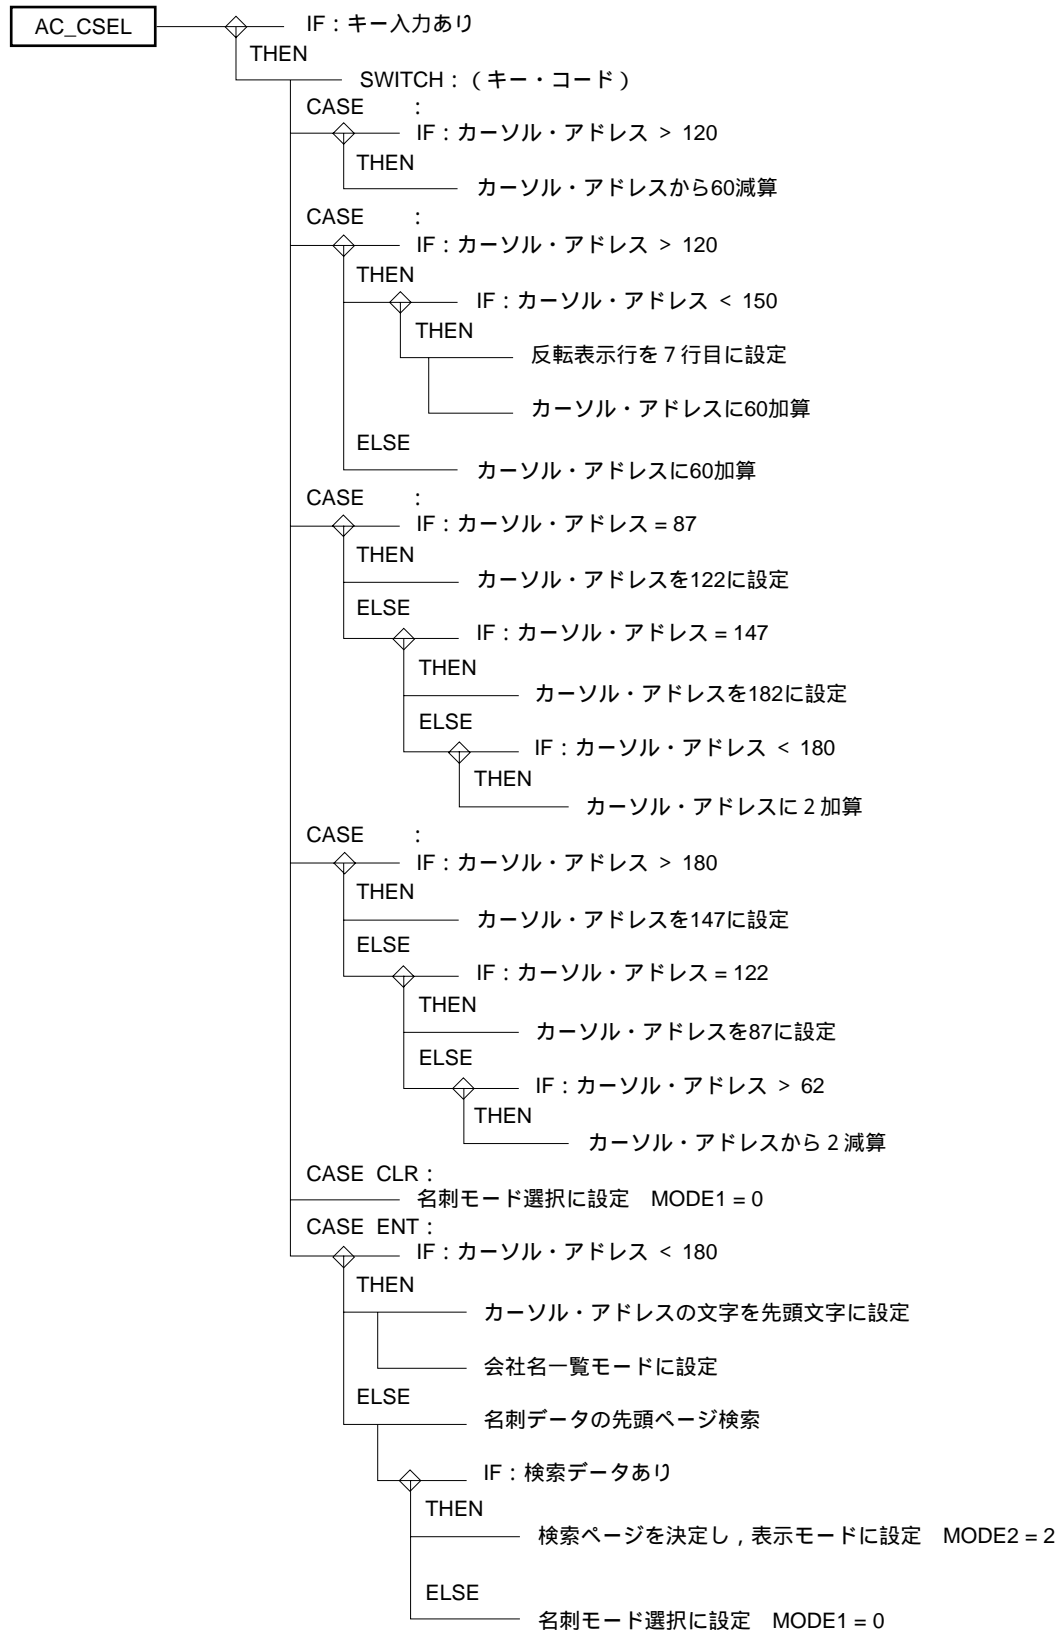 AC_CSEL
IF：キー入力あり
THEN
SWITCH：（キー・コード）
CASE　　：
IF：カーソル・アドレス ＞ 120
THEN
カーソル・アドレスから60減算
CASE　　：
IF：カーソル・アドレス ＞ 120
THEN
IF：カーソル・アドレス ＜ 150
THEN
反転表示行を７行目に設定
カーソル・アドレスに60加算
ELSE
カーソル・アドレスに60加算
CASE　　：
IF：カーソル・アドレス = 87
THEN
カーソル・アドレスを122に設定
ELSE
IF：カーソル・アドレス = 147
THEN
カーソル・アドレスを182に設定
ELSE
IF：カーソル・アドレス ＜ 180
THEN
カーソル・アドレスに２加算
CASE　　：
IF：カーソル・アドレス ＞ 180
THEN
カーソル・アドレスを147に設定
ELSE
IF：カーソル・アドレス = 122
THEN
カーソル・アドレスを87に設定
ELSE
IF：カーソル・アドレス ＞ 62
THEN
カーソル・アドレスから２減算
CASE CLR：
名刺モード選択に設定　MODE1 = 0
CASE ENT：
IF：カーソル・アドレス ＜ 180
THEN
カーソル・アドレスの文字を先頭文字に設定
会社名一覧モードに設定
ELSE
名刺データの先頭ページ検索
IF：検索データあり
THEN
検索ページを決定し，表示モードに設定　MODE2 = 2
ELSE
名刺モード選択に設定　MODE1 = 0